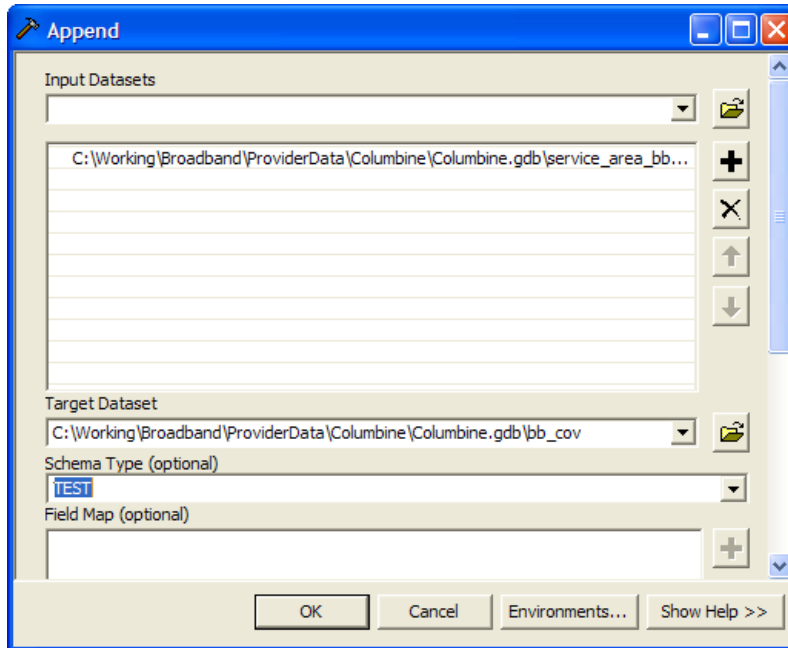 Append
Input Datasets
C:\Working\Broadband\ProviderData\Columbine\Columbine.gdb\service_area_bb...
Target Dataset
C:\Working\Broadband\ProviderData\Columbine\Columbine.gdb\bb_cov
Schema Type (optional)
TEST
Field Map (optional)
OK Cancel Environments... Show Help >>